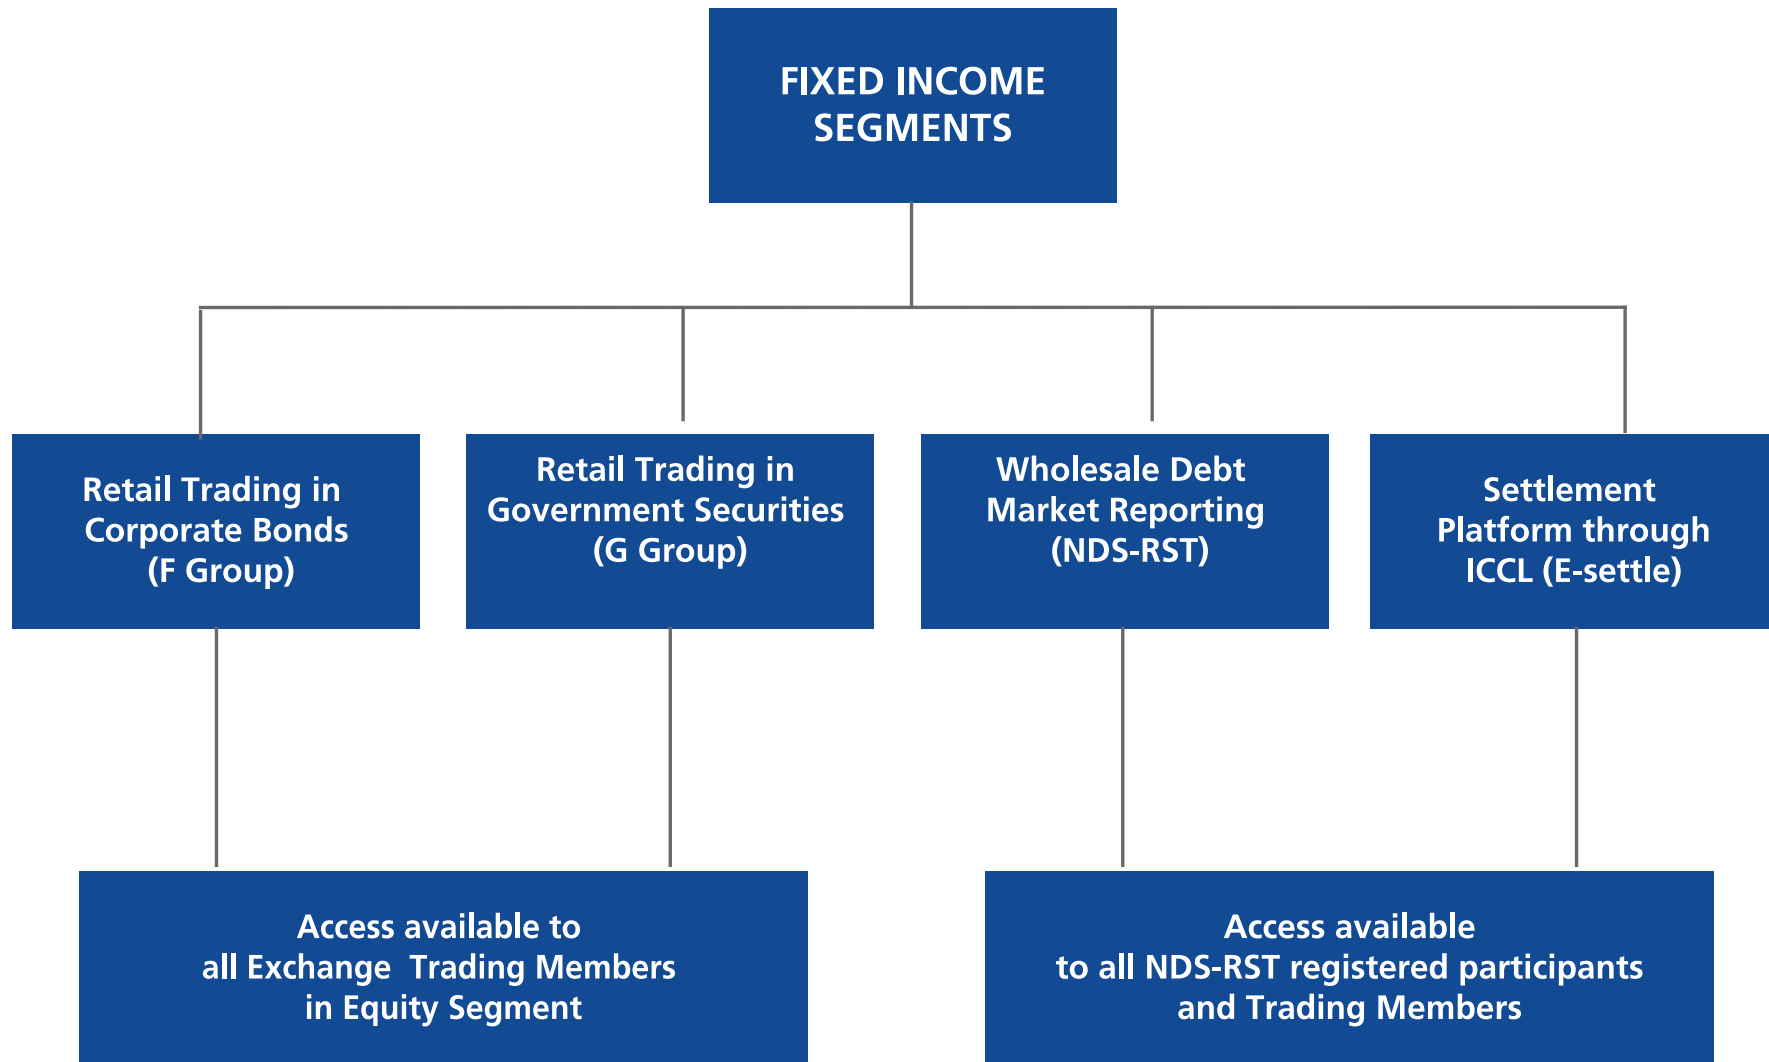 FIXED INCOME
SEGMENTS
Retail Trading in
Corporate Bonds
(F Group)
Retail Trading in
Government Securities
(G Group)
Wholesale Debt
Market Reporting
(NDS-RST)
Settlement
Platform through
ICCL (E-settle)
Access available to
all Exchange Trading Members
in Equity Segment
Access available
to all NDS-RST registered participants
and Trading Members